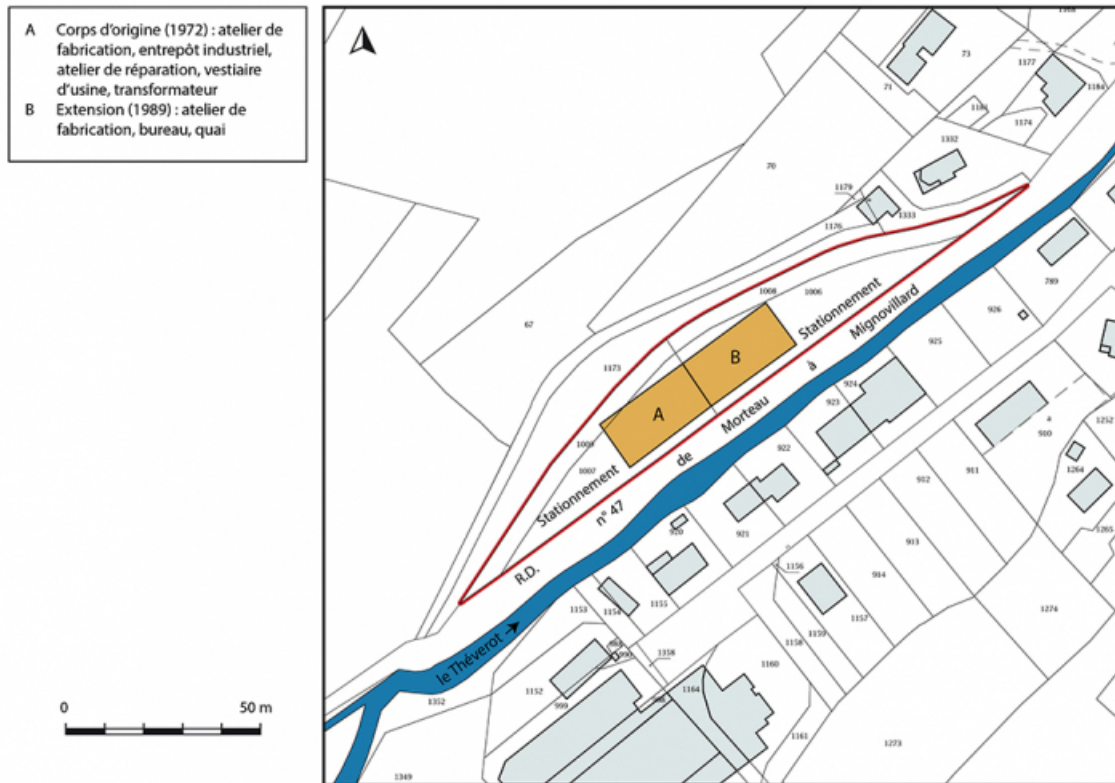 A Corps d'origine (1972) : atelier de
fabrication, entrepôt industriel,
atelier de réparation, vestiaire
d'usine, transformateur
B Extension (1989) : atelier de
fabrication, bureau, quai
73
1177
71
1184
1174
1332
70
1179
1333
1176
789
1008
1006
Stationnement
67
926
Mignovillard
à
925
B
1173
924
923
Morteau
A
910
1252
1009
de
922
1264
1007
Stationnement
911
912
n° 47
920
921
913
1265
R.D.
1156
914
1153
1154
1155
1159
1157
1274
1158
le Théverot →
1358
1160
1152
1164
999
1352
1161
1273
1349
0 50 m